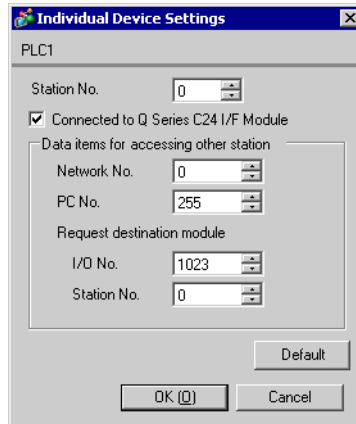 Individual Device Settings
PLC1
Station No. 0
Connected to Q Series C24 I/F Module
Data items for accessing other station
Network No. 0
PC No. 255
Request destination module
I/O No. 1023
Station No. 0
Default
OK (O) Cancel